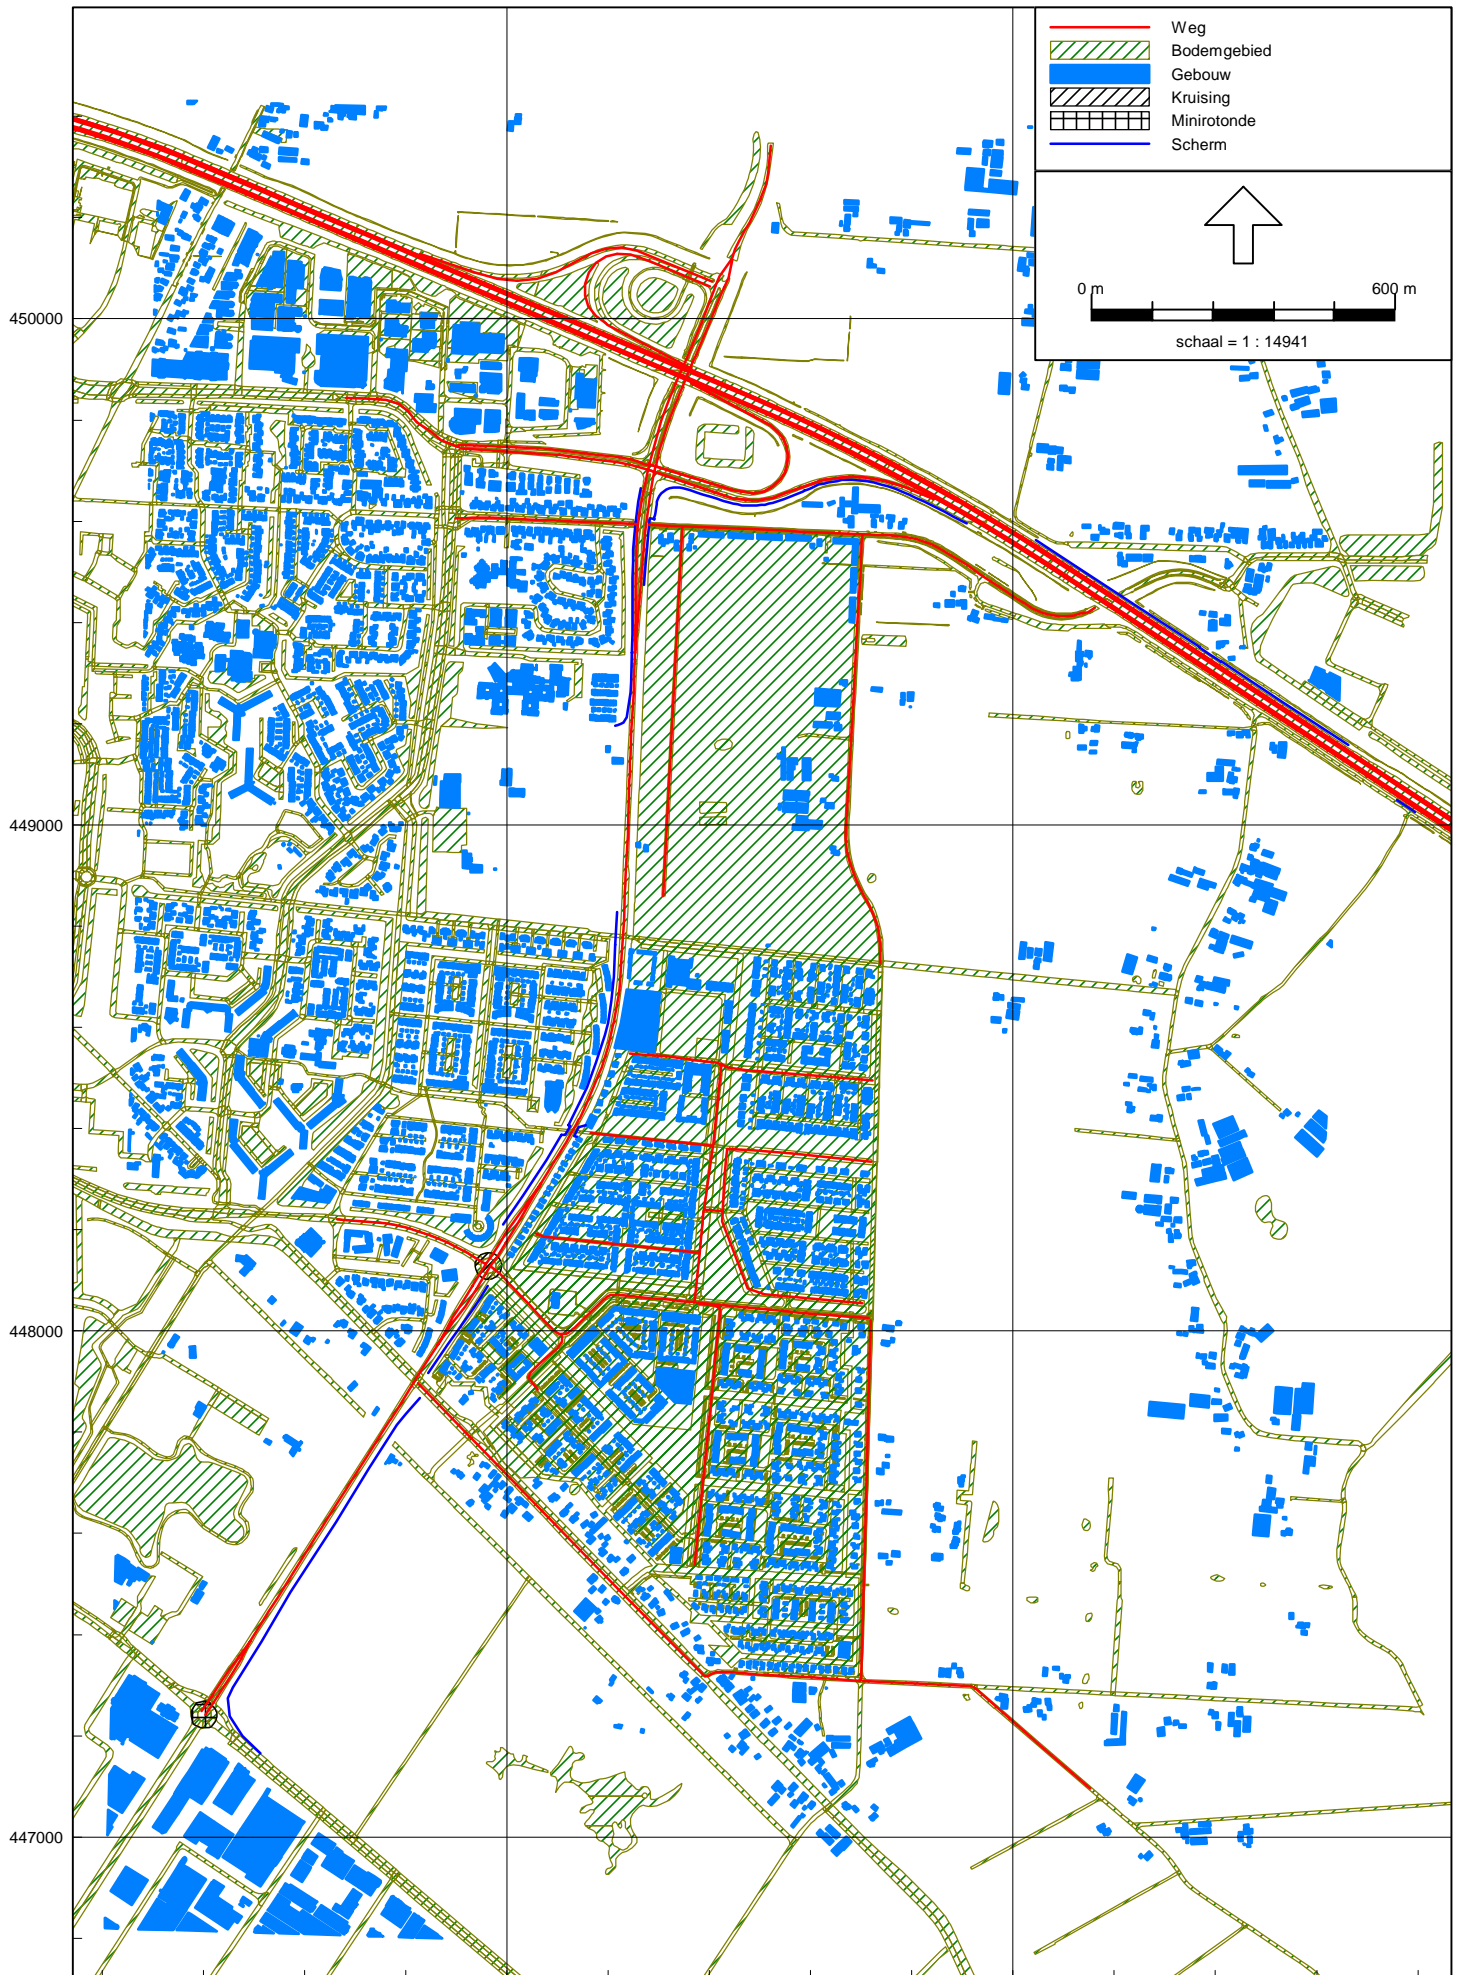 Weg
Bodemgebied
Gebouw
Kruising
Minirotonde
Scherm
0 m 600 m
schaal = 1 : 14941
450000
449000
448000
447000